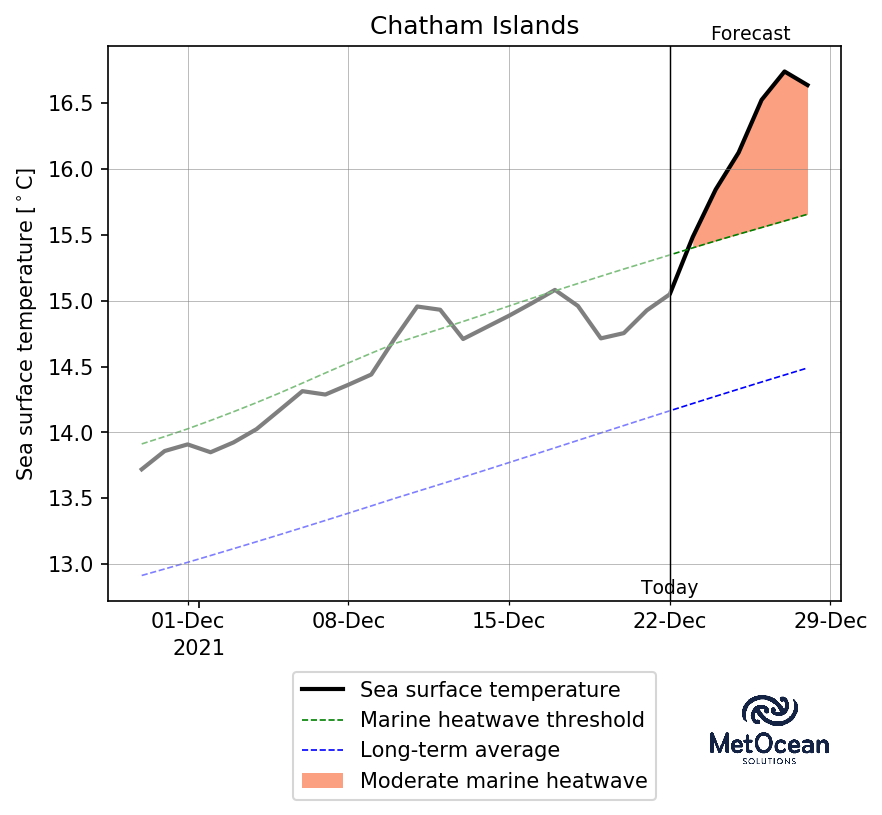 Chatham Islands
Forecast
Sea surface temperature [°C]
16.5
16.0
15.5
15.0
14.5
14.0
13.5
13.0
Today
01-Dec 08-Dec 15-Dec 22-Dec 29-Dec
2021
Sea surface temperature
Marine heatwave threshold
Long-term average
Moderate marine heatwave
MetOcean
SOLUTIONS